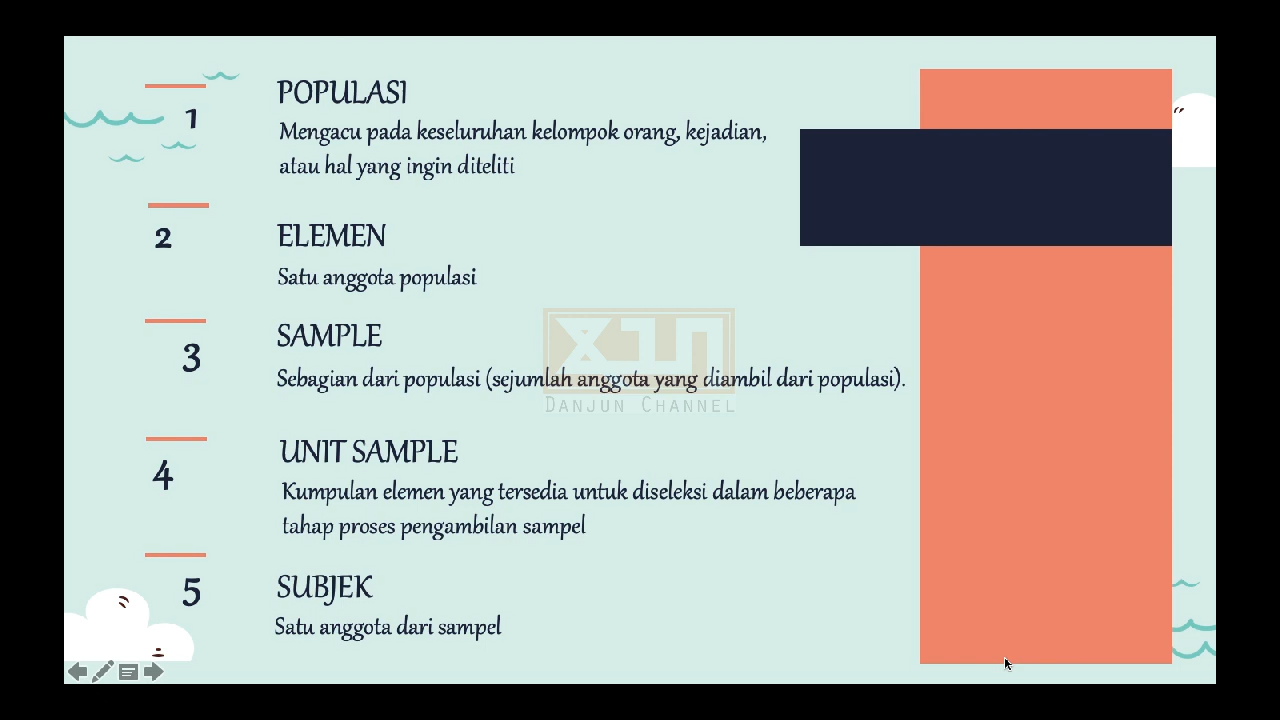 1
POPULASI
Mengacu pada keseluruhan kelompok orang, kejadian,
atau hal yang ingin diteliti
2
ELEMEN
Satu anggota populasi
3
SAMPLE
Sebagian dari populasi (sejumlah anggota yang diambil dari populasi).
DANJUN CHANNEL
4
UNIT SAMPLE
Kumpulan elemen yang tersedia untuk diseleksi dalam beberapa
tahap proses pengambilan sampel
5
SUBJEK
Satu anggota dari sampel